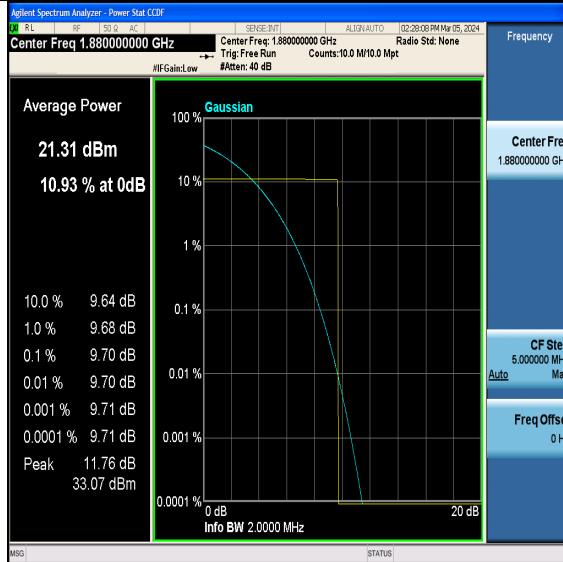 Agilent Spectrum Analyzer - Power Stat CCDF
LXI RL RF 50 Ω AC SENSE:INT ALIGNAUTO 02:28:08 PM Mar 05, 2024
Center Freq 1.880000000 GHz
Center Freq: 1.880000000 GHz Radio Std: None
Trig: Free Run Counts:10.0 M/10.0 Mpt
#IFGain:Low #Atten: 40 dB
Frequency
Center Fre
1.880000000 GH
CF Ste
5.000000 MH
Auto Ma
Freq Offs
0 H
Average Power
21.31 dBm
10.93 % at 0dB
10.0 % 9.64 dB
1.0 % 9.68 dB
0.1 % 9.70 dB
0.01 % 9.70 dB
0.001 % 9.71 dB
0.0001 % 9.71 dB
Peak 11.76 dB
33.07 dBm
Gaussian
100 %
10 %
1 %
0.1 %
0.01 %
0.001 %
0.0001 %
0 dB 20 dB
Info BW 2.0000 MHz
MSG STATUS